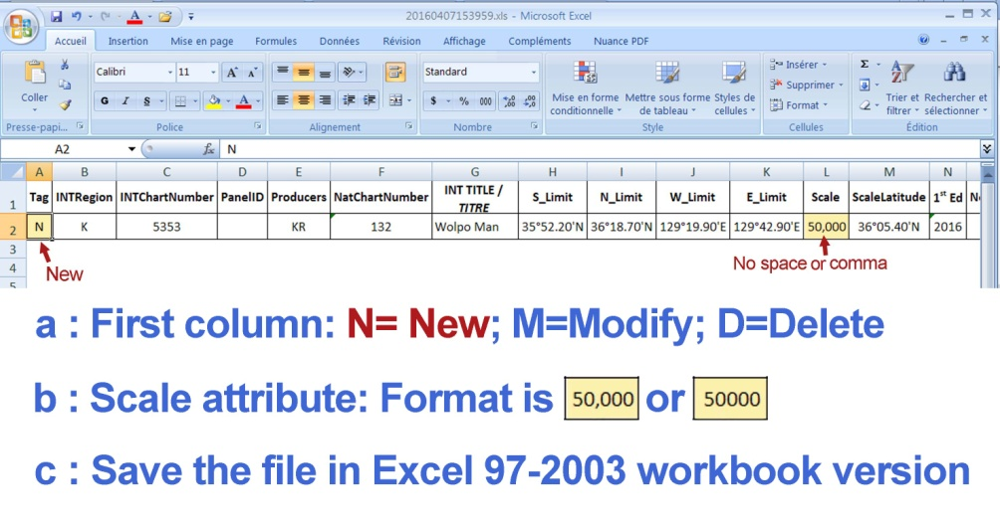 20160407153959.xls - Microsoft Excel
Accueil Insertion Mise en page Formules Données Révision Affichage Compléments Nuance PDF
Coller
Presse-papi...
Calibri 11
G I S
Police
Alignement
Standard
$ % 000
Nombre
Mise en forme conditionnelle
Mettre sous forme de tableau
Styles de cellules
Style
Insérer
Supprimer
Format
Cellules
Trier et filtrer
Rechercher et sélectionner
Édition
A2 fx N
A B C D E F G H I J K L M N
1 Tag INTRegion INTChartNumber PanelID Producers NatChartNumber INT TITLE / TITRE S_Limit N_Limit W_Limit E_Limit Scale ScaleLatitude 1st Ed
2 N K 5353 KR 132 Wolpo Man 35°52.20'N 36°18.70'N 129°19.90'E 129°42.90'E 50,000 36°05.40'N 2016
3
4
5
New
No space or comma
a : First column: N= New; M=Modify; D=Delete
b : Scale attribute: Format is 50,000 or 50000
c : Save the file in Excel 97-2003 workbook version